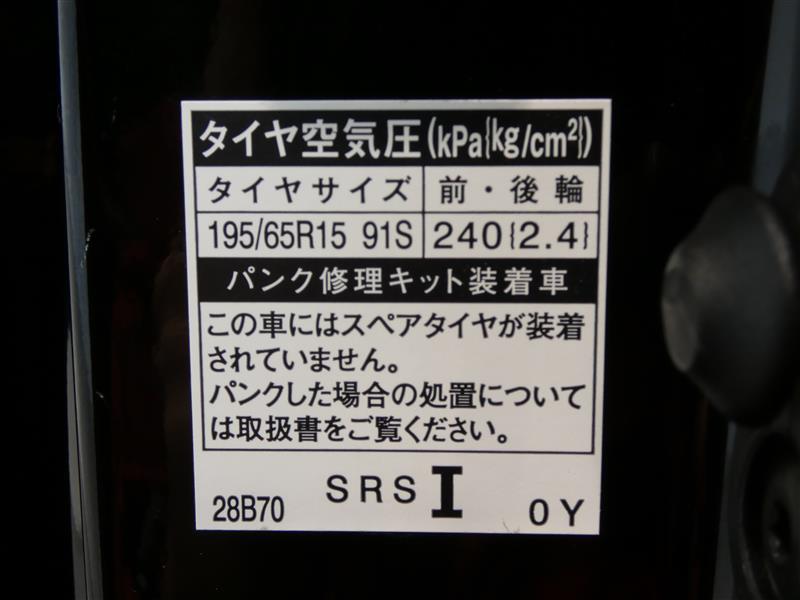 タイヤ空気圧(kPa{kg/cm²})
タイヤサイズ 前・後輪
195/65R15 91S 240{2.4}
パンク修理キット装着車
この車にはスペアタイヤが装着
されていません。
パンクした場合の処置について
は取扱書をご覧ください。
28B70 SRS I 0Y